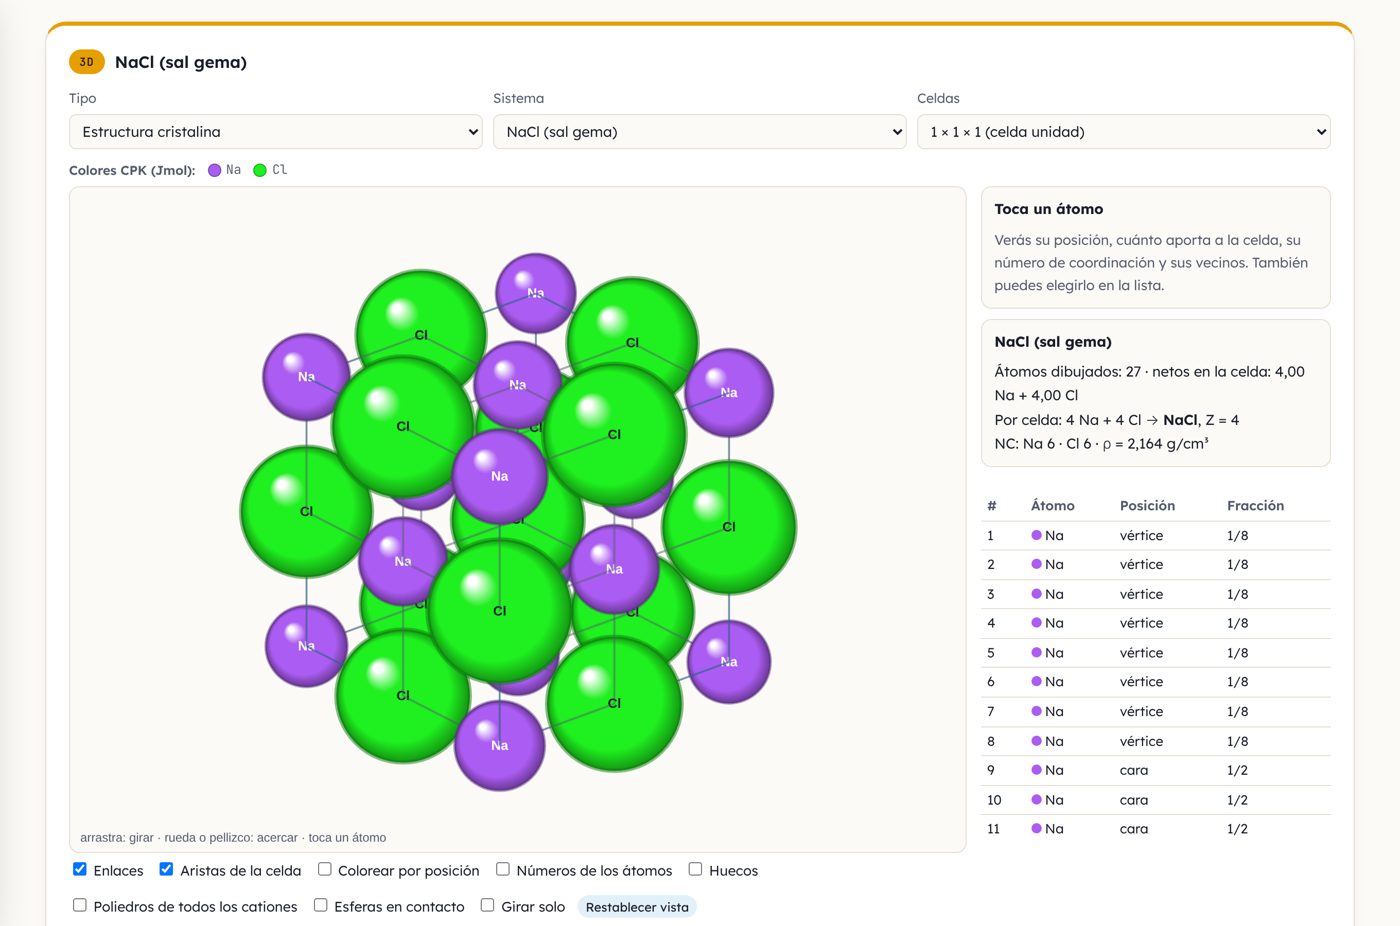 3D NaCl (sal gema)
Tipo Sistema Celdas
Estructura cristalina NaCl (sal gema) 1 × 1 × 1 (celda unidad)
Colores CPK (Jmol): Na Cl
Na
Cl
Cl
Na
Na
Na
Cl
Cl
Cl
Na
Cl
Cl
Cl
Na
Na
Cl
Cl
Cl
Na
Na
Cl
Cl
Na
arrastra: girar · rueda o pellizco: acercar · toca un átomo
Toca un átomo
Verás su posición, cuánto aporta a la celda, su
número de coordinación y sus vecinos. También
puedes elegirlo en la lista.
NaCl (sal gema)
Átomos dibujados: 27 · netos en la celda: 4,00
Na + 4,00 Cl
Por celda: 4 Na + 4 Cl → NaCl, Z = 4
NC: Na 6 · Cl 6 · ρ = 2,164 g/cm³
# Átomo Posición Fracción
1 Na vértice 1/8
2 Na vértice 1/8
3 Na vértice 1/8
4 Na vértice 1/8
5 Na vértice 1/8
6 Na vértice 1/8
7 Na vértice 1/8
8 Na vértice 1/8
9 Na cara 1/2
10 Na cara 1/2
11 Na cara 1/2
Enlaces Aristas de la celda Colorear por posición Números de los átomos Huecos
Poliedros de todos los cationes Esferas en contacto Girar solo Restablecer vista